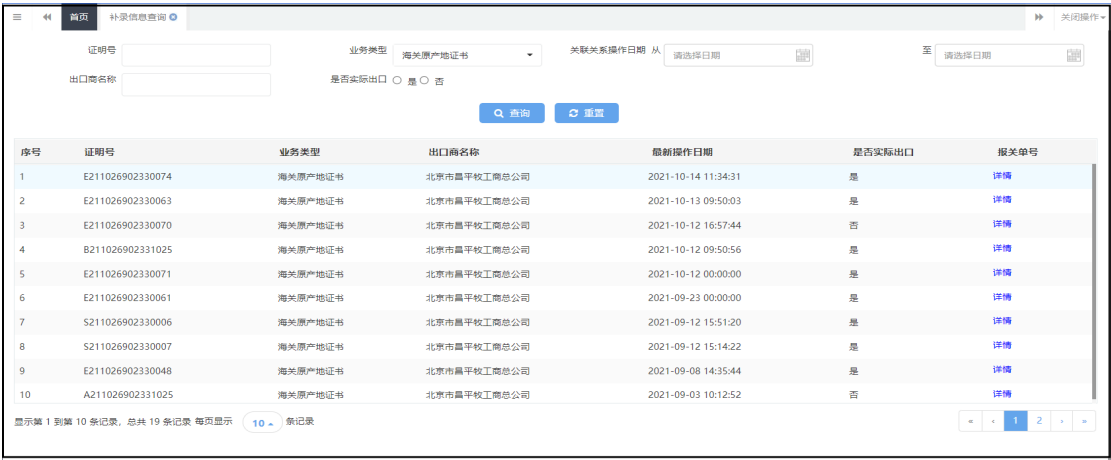 首页 补录信息查询 关闭操作
证明号 业务类型 海关原产地证书 关联关系操作日期 从 请选择日期 至 请选择日期
出口商名称 是否实际出口 是 否
查询 重置
序号 证明号 业务类型 出口商名称 最新操作日期 是否实际出口 报关单号
1 E211026902330074 海关原产地证书 北京市昌平牧工商总公司 2021-10-14 11:34:31 是 详情
2 E211026902330063 海关原产地证书 北京市昌平牧工商总公司 2021-10-13 09:50:03 是 详情
3 E211026902330070 海关原产地证书 北京市昌平牧工商总公司 2021-10-12 16:57:44 否 详情
4 B211026902331025 海关原产地证书 北京市昌平牧工商总公司 2021-10-12 09:50:56 是 详情
5 E211026902330071 海关原产地证书 北京市昌平牧工商总公司 2021-10-12 00:00:00 是 详情
6 E211026902330061 海关原产地证书 北京市昌平牧工商总公司 2021-09-23 00:00:00 是 详情
7 S211026902330006 海关原产地证书 北京市昌平牧工商总公司 2021-09-12 15:51:20 是 详情
8 S211026902330007 海关原产地证书 北京市昌平牧工商总公司 2021-09-12 15:14:22 是 详情
9 E211026902330048 海关原产地证书 北京市昌平牧工商总公司 2021-09-08 14:35:44 是 详情
10 A211026902331025 海关原产地证书 北京市昌平牧工商总公司 2021-09-03 10:12:52 否 详情
显示第 1 到第 10 条记录，总共 19 条记录 每页显示 10 条记录 « ‹ 1 2 › »